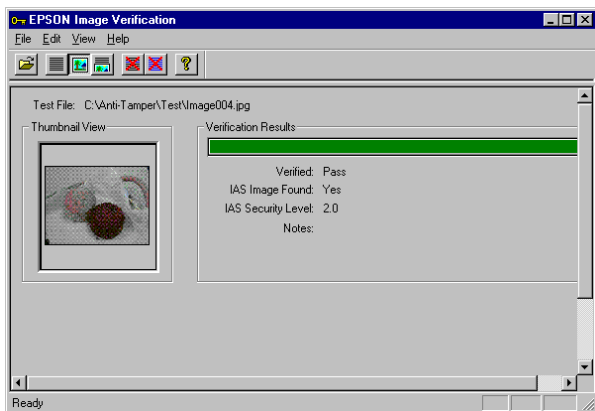 EPSON Image Verification
File Edit View Help
Test File: C:\Anti-Tamper\Test\Image004.jpg
Thumbnail View
Verification Results
Verified: Pass
IAS Image Found: Yes
IAS Security Level: 2.0
Notes:
Ready